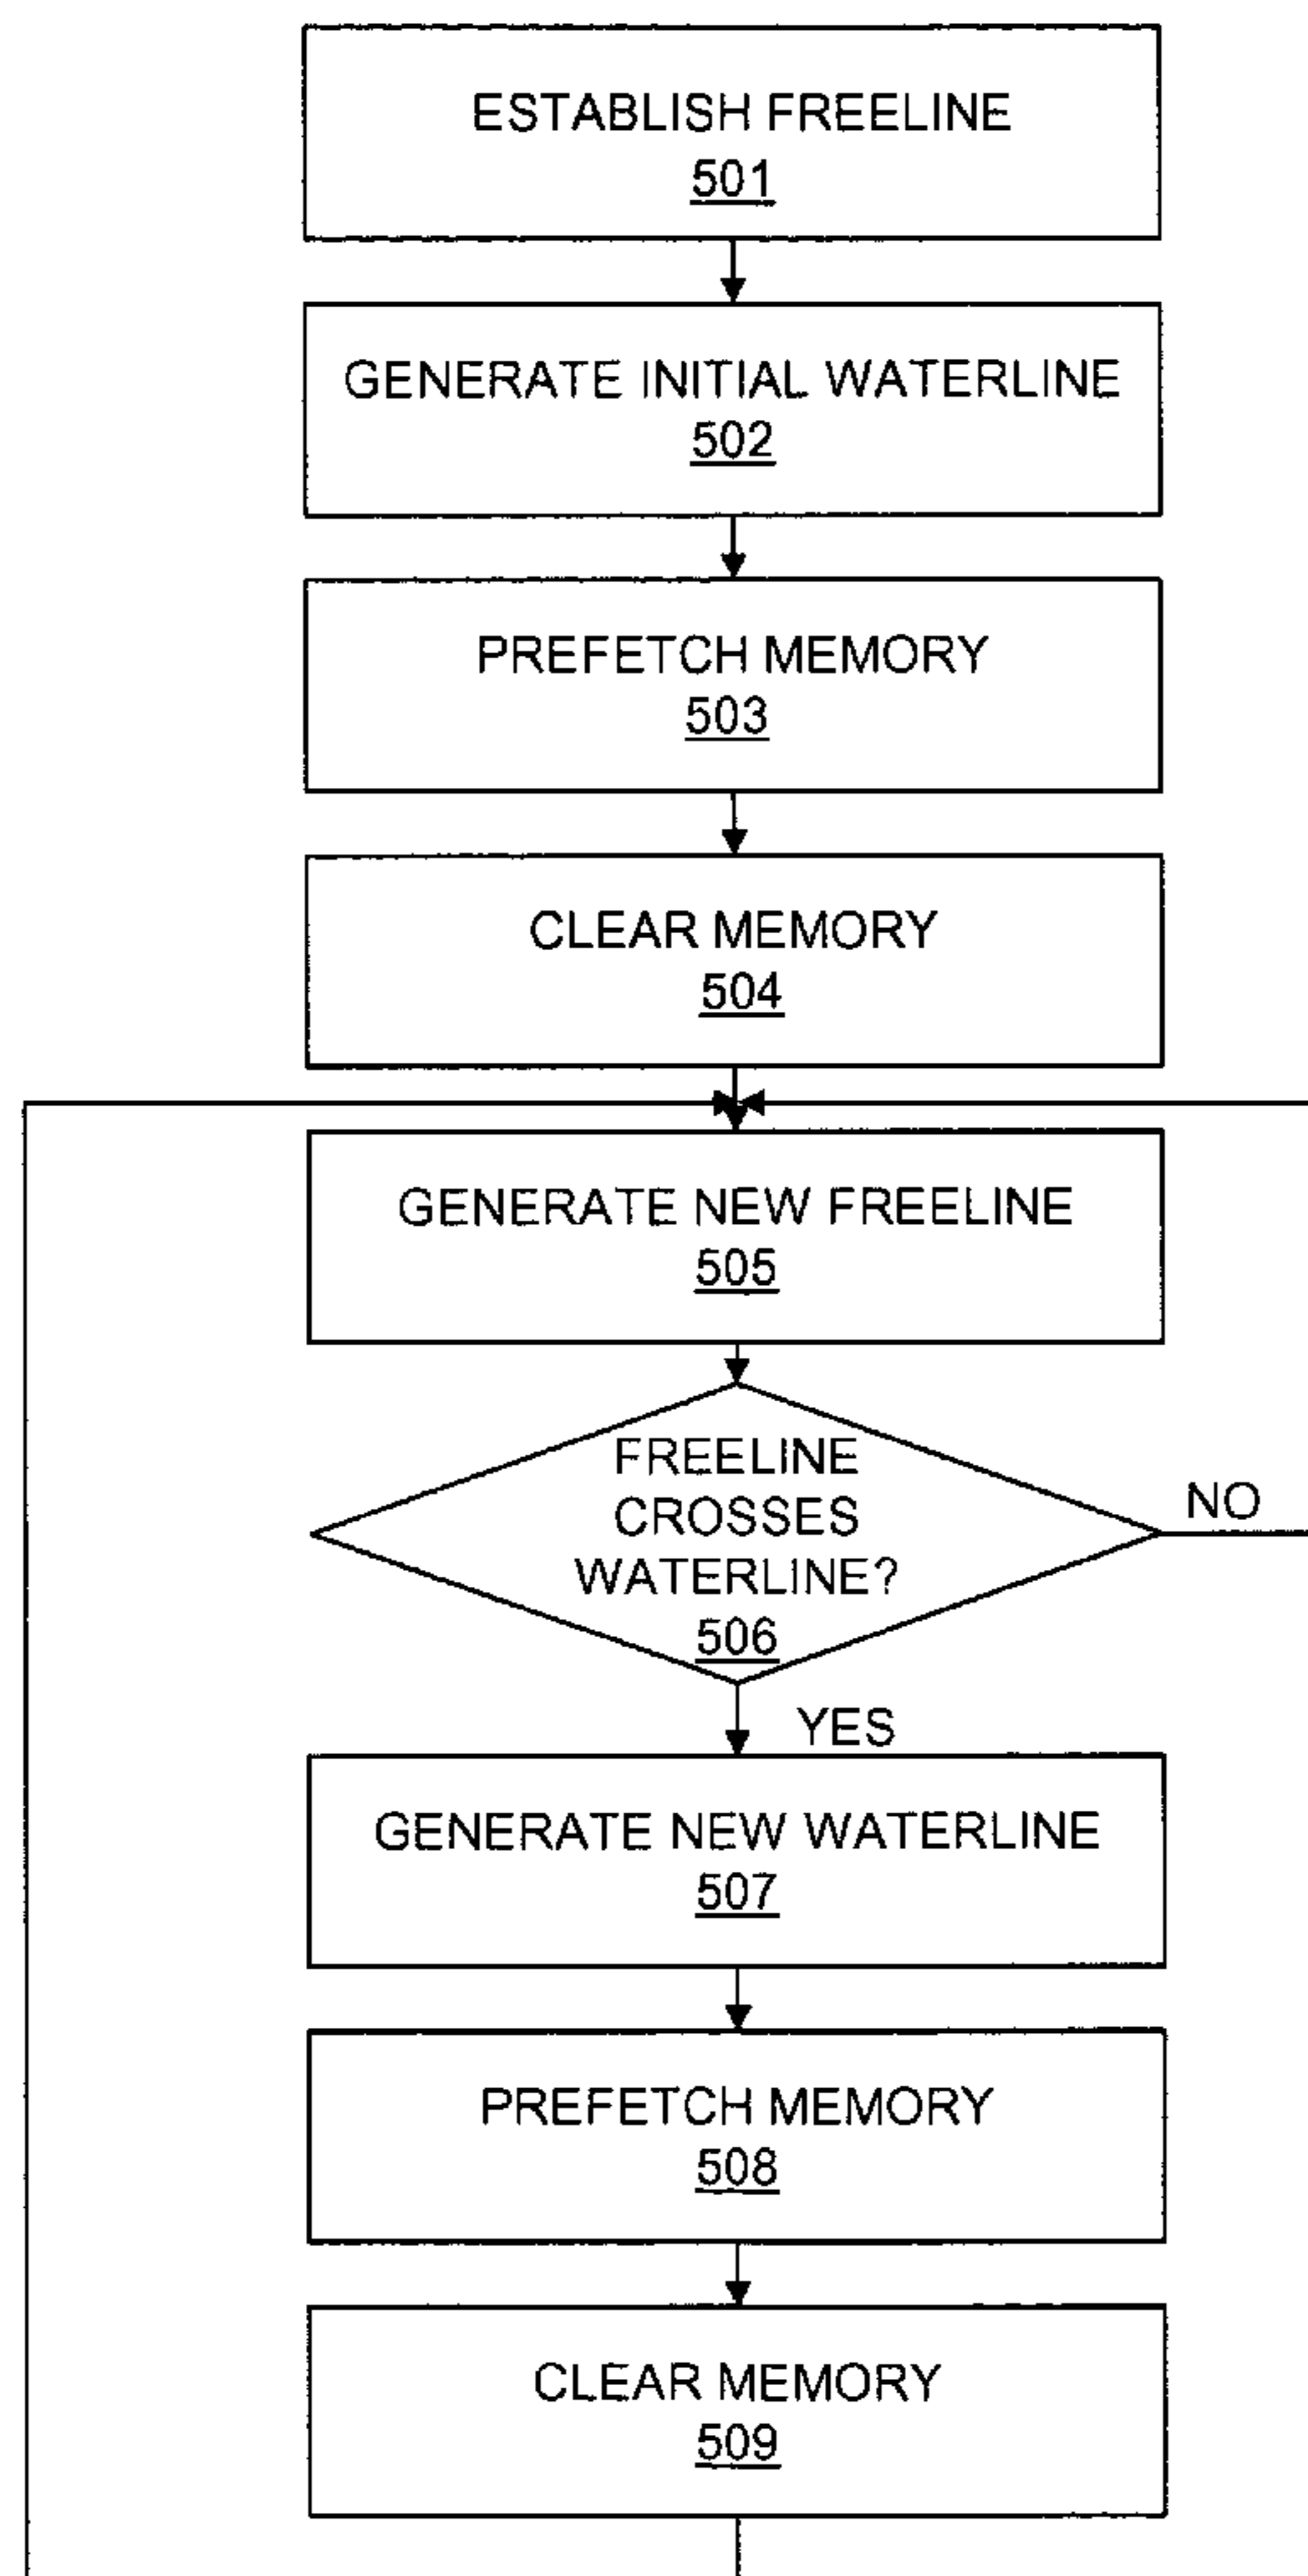 ESTABLISH FREELINE
501
GENERATE INITIAL WATERLINE
502
PREFETCH MEMORY
503
CLEAR MEMORY
504
GENERATE NEW FREELINE
505
FREELINE
CROSSES
WATERLINE?
506
NO
YES
GENERATE NEW WATERLINE
507
PREFETCH MEMORY
508
CLEAR MEMORY
509